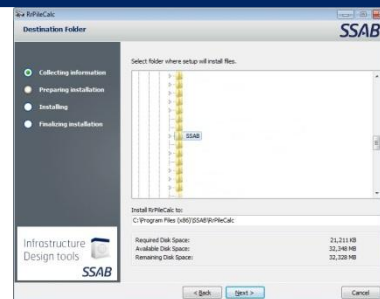 RrPileCalc
Destination Folder
SSAB
Collecting information
Preparing installation
Installing
Finalizing installation
Select folder where setup will install files.
SSAB
Install RrPileCalc to:
C:\Program Files (x86)\SSAB\RrPileCalc
Required Disk Space: 21,211 KB
Available Disk Space: 32,348 MB
Remaining Disk Space: 32,328 MB
Infrastructure
Design tools
SSAB
< Back
Next >
Cancel